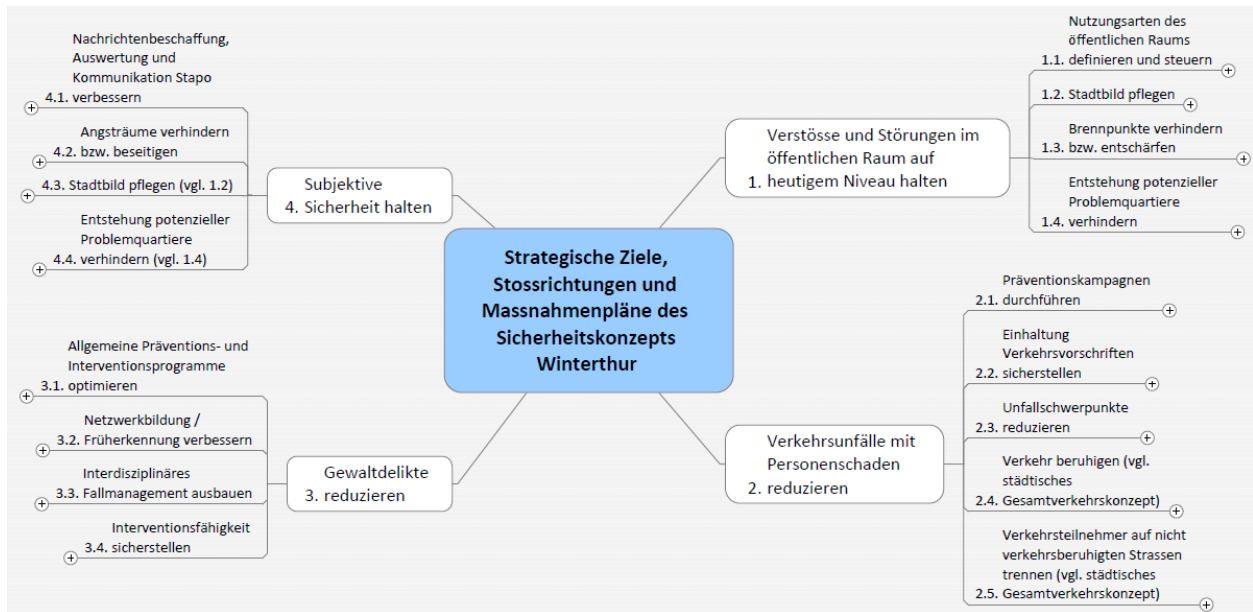 Strategische Ziele,
Stossrichtungen und
Massnahmenpläne des
Sicherheitskonzepts
Winterthur
Verstösse und Störungen im
öffentlichen Raum auf
1. heutigem Niveau halten
Nutzungsarten des
öffentlichen Raums
1.1. definieren und steuern
1.2. Stadtbild pflegen
Brennpunkte verhindern
1.3. bzw. entschärfen
Entstehung potenzieller
Problemquartiere
1.4. verhindern
Verkehrsunfälle mit
Personenschaden
2. reduzieren
Präventionskampagnen
2.1. durchführen
Einhaltung
Verkehrsvorschriften
2.2. sicherstellen
Unfallschwerpunkte
2.3. reduzieren
Verkehr beruhigen (vgl.
städtisches
2.4. Gesamtverkehrskonzept)
Verkehrsteilnehmer auf nicht
verkehrsberuhigten Strassen
trennen (vgl. städtisches
2.5. Gesamtverkehrskonzept)
Gewaltdelikte
3. reduzieren
Allgemeine Präventions- und
Interventionsprogramme
3.1. optimieren
Netzwerkbildung /
3.2. Früherkennung verbessern
Interdisziplinäres
3.3. Fallmanagement ausbauen
Interventionsfähigkeit
3.4. sicherstellen
Subjektive
4. Sicherheit halten
Nachrichtenbeschaffung,
Auswertung und
Kommunikation Stapo
4.1. verbessern
Angsträume verhindern
4.2. bzw. beseitigen
4.3. Stadtbild pflegen (vgl. 1.2)
Entstehung potenzieller
Problemquartiere
4.4. verhindern (vgl. 1.4)